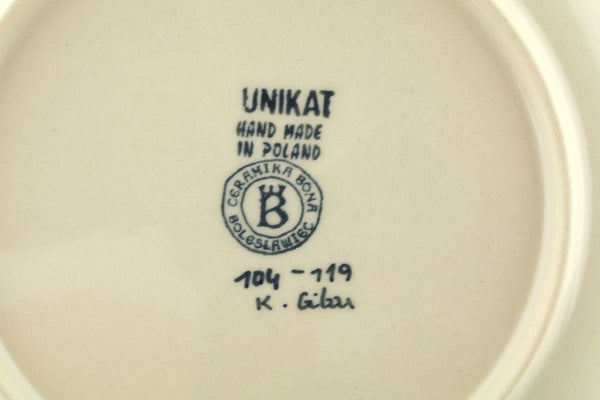 UNIKAT
HAND MADE
IN POLAND
CERAMIKA BONA
B
BOLESŁAWIEC
104-119
K.